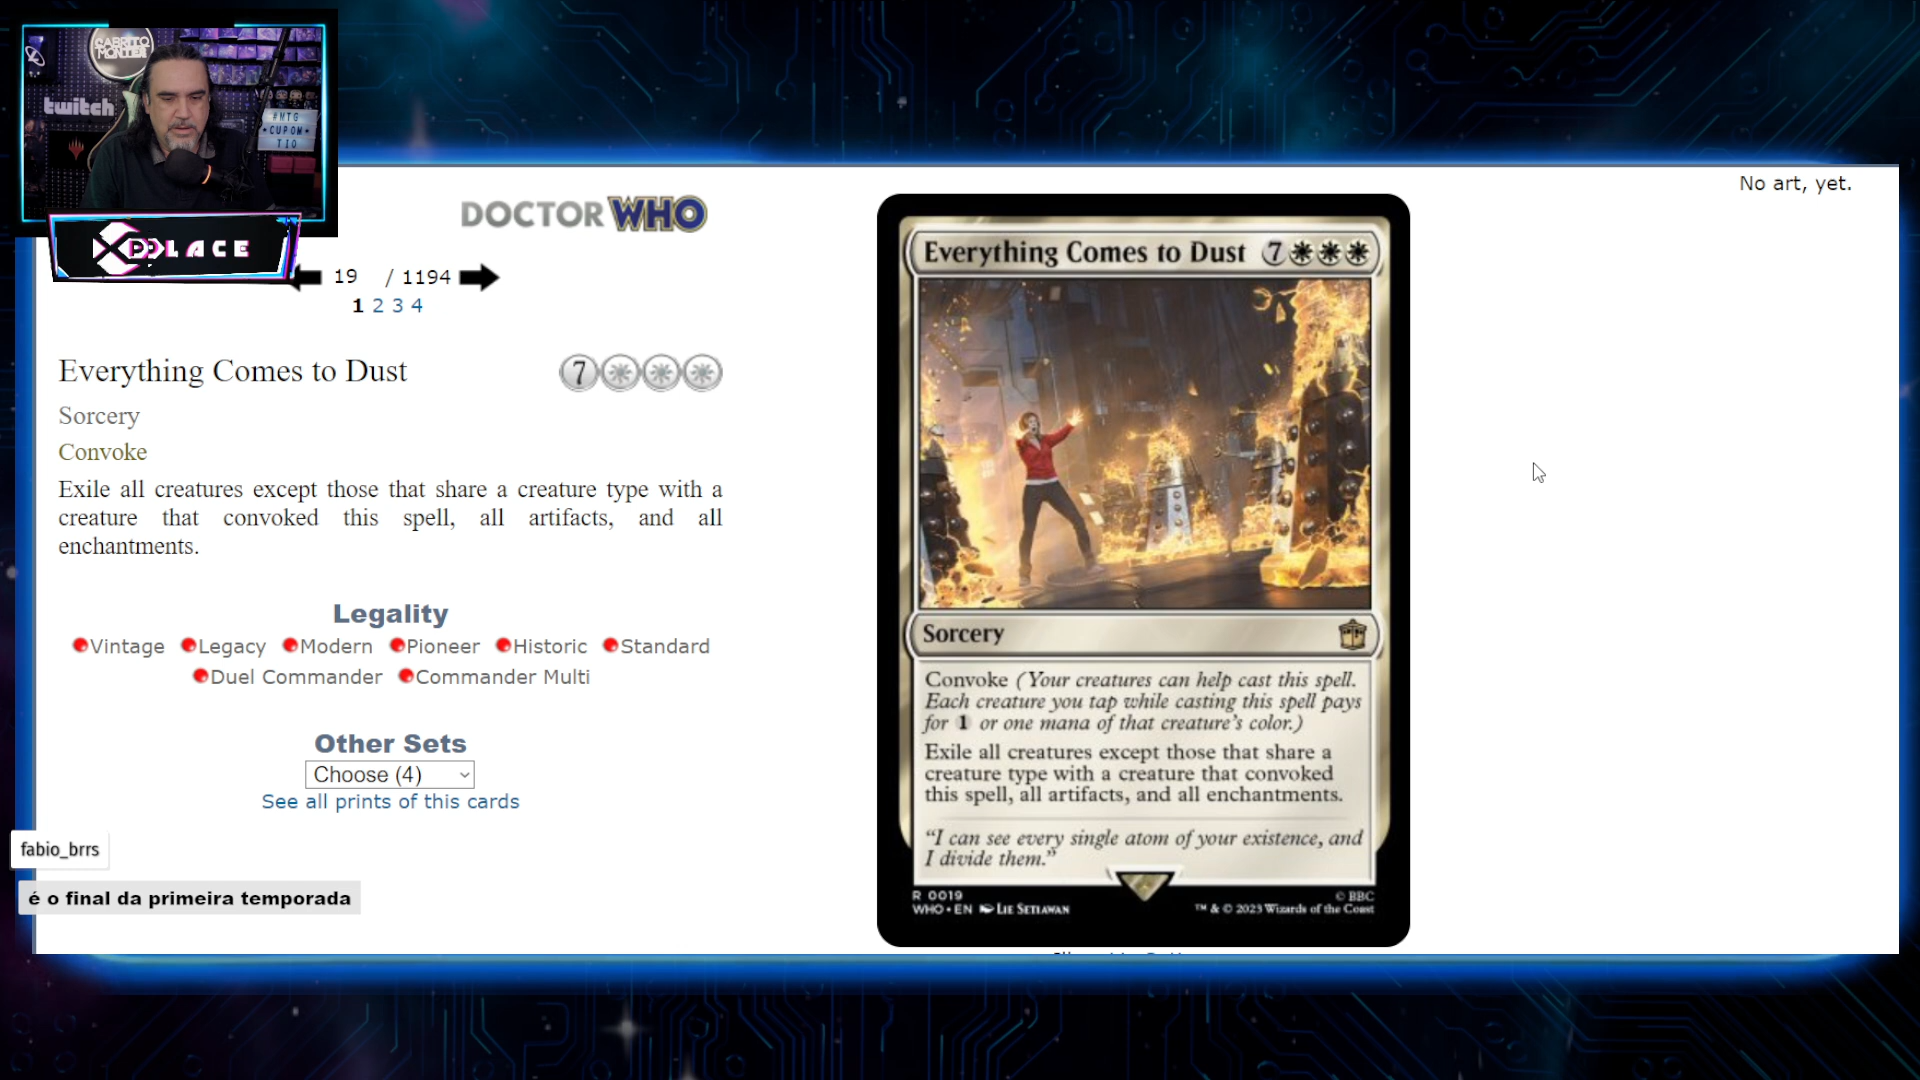 GABRITO
MONTEIR
twitch
#MTG
CUPOM
TIO
XPPLACE
DOCTOR WHO
No art, yet.
19 / 1194
1 2 3 4
Everything Comes to Dust 7
Sorcery
Convoke
Exile all creatures except those that share a creature type with a
creature that convoked this spell, all artifacts, and all
enchantments.
Legality
Vintage Legacy Modern Pioneer Historic Standard
Duel Commander Commander Multi
Other Sets
Choose (4)
See all prints of this cards
fabio_brrs
é o final da primeira temporada
Everything Comes to Dust 7
Sorcery
Convoke (Your creatures can help cast this spell.
Each creature you tap while casting this spell pays
for 1 or one mana of that creature's color.)
Exile all creatures except those that share a
creature type with a creature that convoked
this spell, all artifacts, and all enchantments.
"I can see every single atom of your existence, and
I divide them."
R 0019
WHO • EN LIE SETIAWAN
© BBC
™ & © 2023 Wizards of the Coast